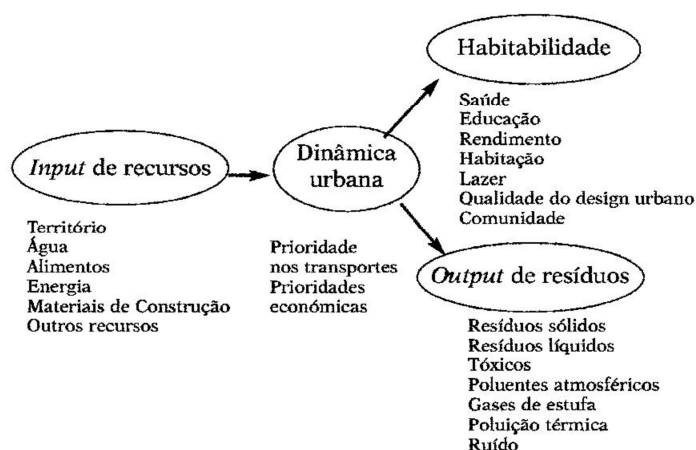 Input de recursos
Território
Água
Alimentos
Energia
Materiais de Construção
Outros recursos
Dinâmica
urbana
Prioridade
nos transportes
Prioridades
económicas
Habitabilidade
Saúde
Educação
Rendimento
Habitação
Lazer
Qualidade do design urbano
Comunidade
Output de resíduos
Resíduos sólidos
Resíduos líquidos
Tóxicos
Poluentes atmosféricos
Gases de estufa
Poluição térmica
Ruído